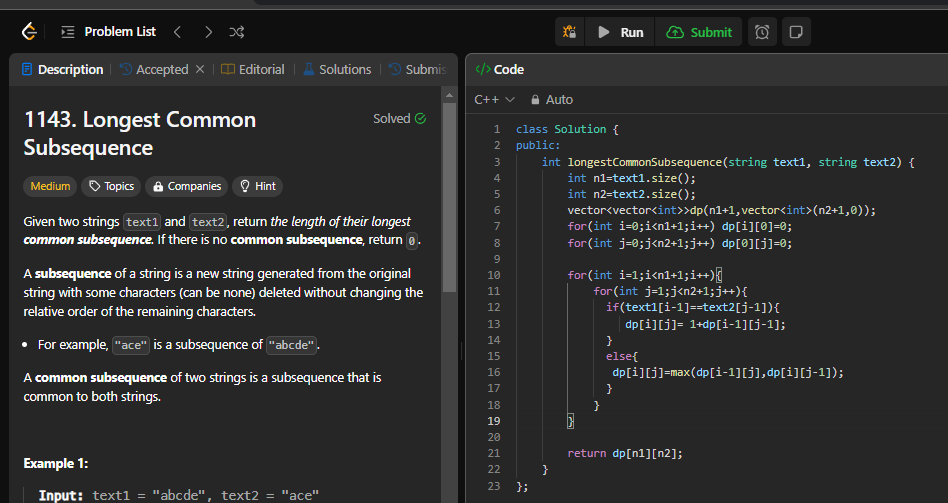 Problem List
Run
Submit
Description
Accepted
Editorial
Solutions
Submis
1143. Longest Common
Subsequence
Solved
Medium
Topics
Companies
Hint
Given two strings text1 and text2, return the length of their longest
common subsequence. If there is no common subsequence, return 0.
A subsequence of a string is a new string generated from the original
string with some characters (can be none) deleted without changing the
relative order of the remaining characters.
• For example, "ace" is a subsequence of "abcde".
A common subsequence of two strings is a subsequence that is
common to both strings.
Example 1:
Input: text1 = "abcde", text2 = "ace"
</> Code
C++
Auto
1 class Solution {
2 public:
3     int longestCommonSubsequence(string text1, string text2) {
4         int n1=text1.size();
5         int n2=text2.size();
6         vector<vector<int>>dp(n1+1,vector<int>(n2+1,0));
7         for(int i=0;i<n1+1;i++) dp[i][0]=0;
8         for(int j=0;j<n2+1;j++) dp[0][j]=0;
9
10         for(int i=1;i<n1+1;i++){
11             for(int j=1;j<n2+1;j++){
12               if(text1[i-1]==text2[j-1]){
13                  dp[i][j]= 1+dp[i-1][j-1];
14               }
15               else{
16                dp[i][j]=max(dp[i-1][j],dp[i][j-1]);
17               }
18             }
19         }
20
21         return dp[n1][n2];
22     }
23 };